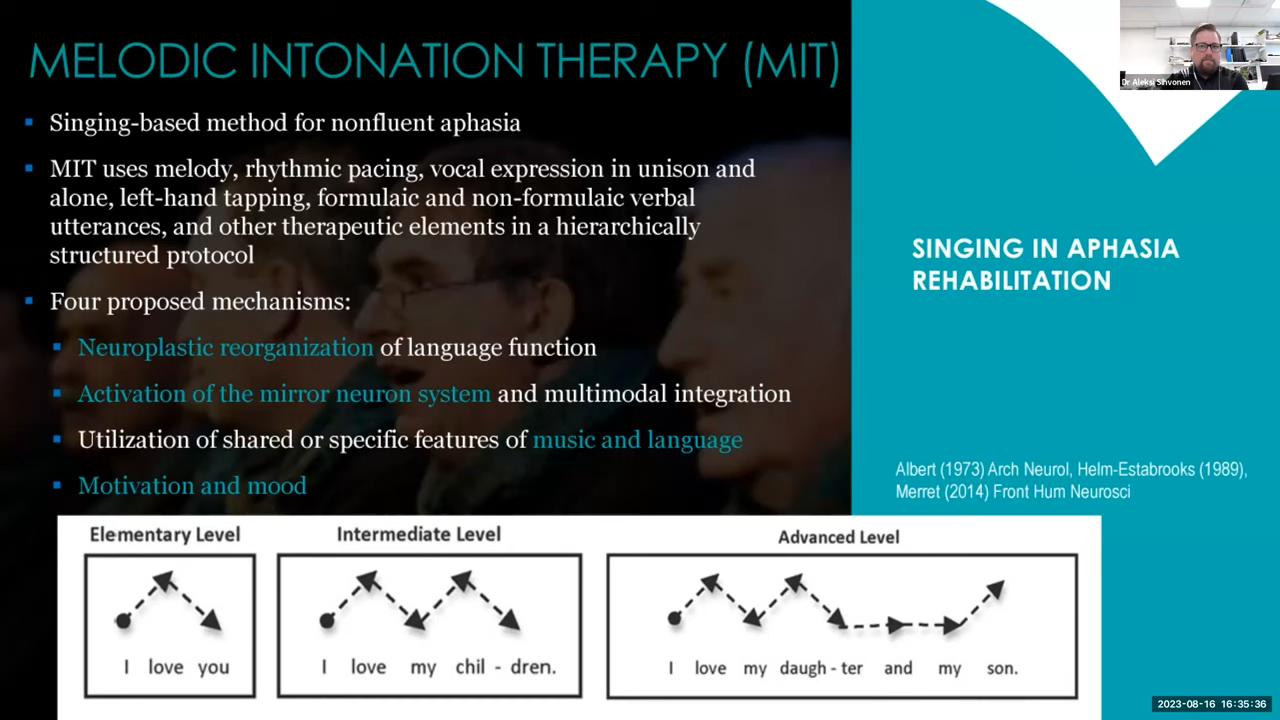 MELODIC INTONATION THERAPY (MIT)
Singing-based method for nonfluent aphasia
MIT uses melody, rhythmic pacing, vocal expression in unison and
alone, left-hand tapping, formulaic and non-formulaic verbal
utterances, and other therapeutic elements in a hierarchically
structured protocol
Four proposed mechanisms:
Neuroplastic reorganization of language function
Activation of the mirror neuron system and multimodal integration
Utilization of shared or specific features of music and language
Motivation and mood
Elementary Level
I love you
Intermediate Level
I love my chil - dren.
Advanced Level
I love my daugh - ter and my son.
Dr Aleksi Sihvonen
SINGING IN APHASIA
REHABILITATION
Albert (1973) Arch Neurol, Helm-Estabrooks (1989),
Merret (2014) Front Hum Neurosci
2023-08-16 16:35:36